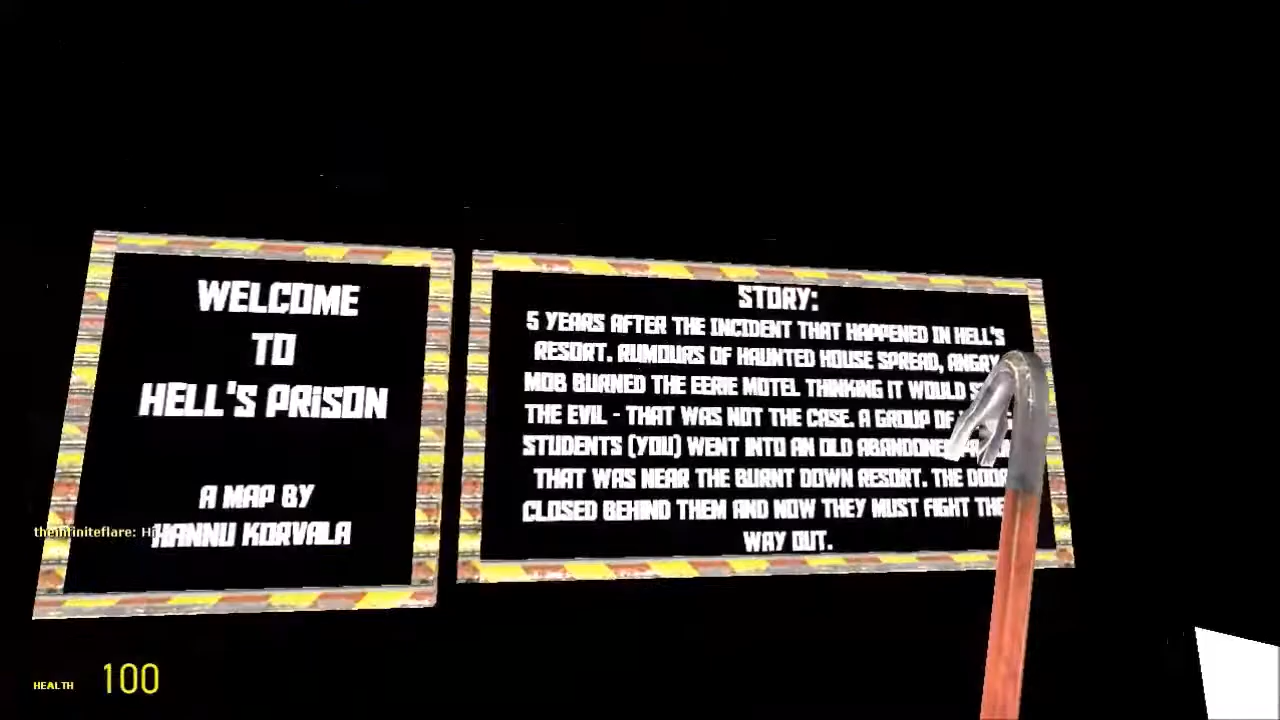 WELCOME
TO
HELL'S PRISON
A MAP BY
HANNU KORVALA
STORY:
5 YEARS AFTER THE INCIDENT THAT HAPPENED IN HELL'S
RESORT. RUMOURS OF HAUNTED HOUSE SPREAD, ANGRY
MOB BURNED THE EERIE MOTEL THINKING IT WOULD
THE EVIL - THAT WAS NOT THE CASE. A GROUP OF
STUDENTS (YOU) WENT INTO AN OLD ABANDONED
THAT WAS NEAR THE BURNT DOWN RESORT. THE DOOR
CLOSED BEHIND THEM AND NOW THEY MUST FIGHT THE
WAY OUT.
theinfiniteflare: Hi
HEALTH 100